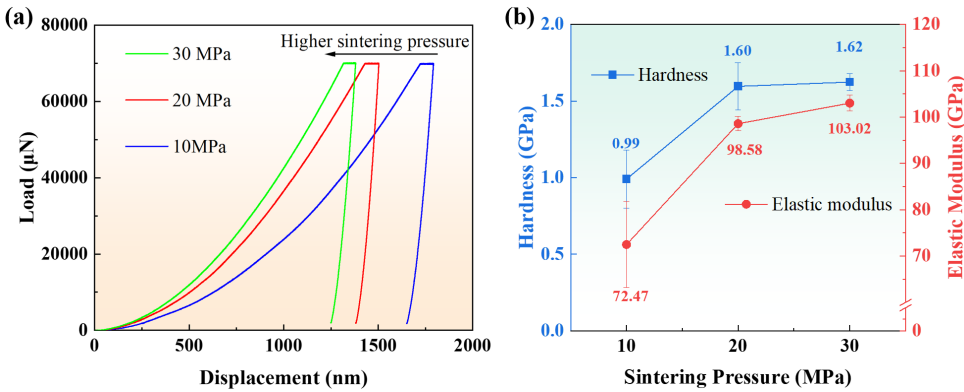 (a)
80000
70000
60000
40000
20000
0
Load (μN)
30 MPa
20 MPa
10MPa
Higher sintering pressure
0
500
1000
1500
2000
Displacement (nm)
(b)
2.0
1.5
1.0
0.5
0.0
Hardness (GPa)
Hardness
Elastic modulus
0.99
1.60
1.62
72.47
98.58
103.02
120
110
100
90
80
70
0
Elastic Modulus (GPa)
10
20
30
Sintering Pressure (MPa)